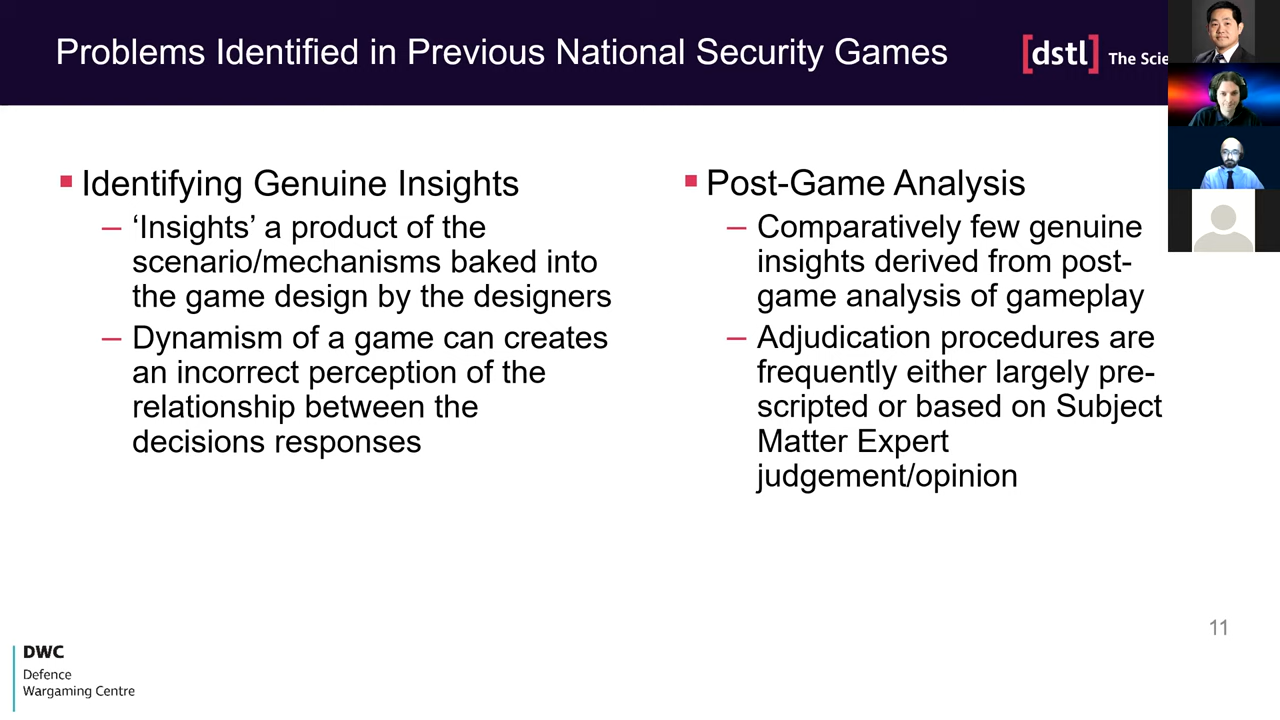 Problems Identified in Previous National Security Games
[dstl] The Scie
Identifying Genuine Insights
– ‘Insights’ a product of the
scenario/mechanisms baked into
the game design by the designers
– Dynamism of a game can creates
an incorrect perception of the
relationship between the
decisions responses
Post-Game Analysis
– Comparatively few genuine
insights derived from post-
game analysis of gameplay
– Adjudication procedures are
frequently either largely pre-
scripted or based on Subject
Matter Expert
judgement/opinion
11
DWC
Defence
Wargaming Centre